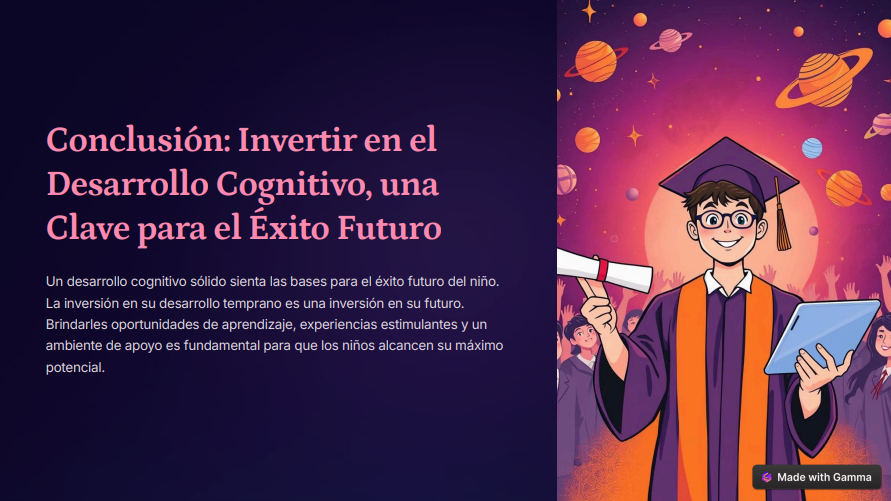 Conclusión: Invertir en el
Desarrollo Cognitivo, una
Clave para el Éxito Futuro
Un desarrollo cognitivo sólido sienta las bases para el éxito futuro del niño.
La inversión en su desarrollo temprano es una inversión en su futuro.
Brindarles oportunidades de aprendizaje, experiencias estimulantes y un
ambiente de apoyo es fundamental para que los niños alcancen su máximo
potencial.
Made with Gamma